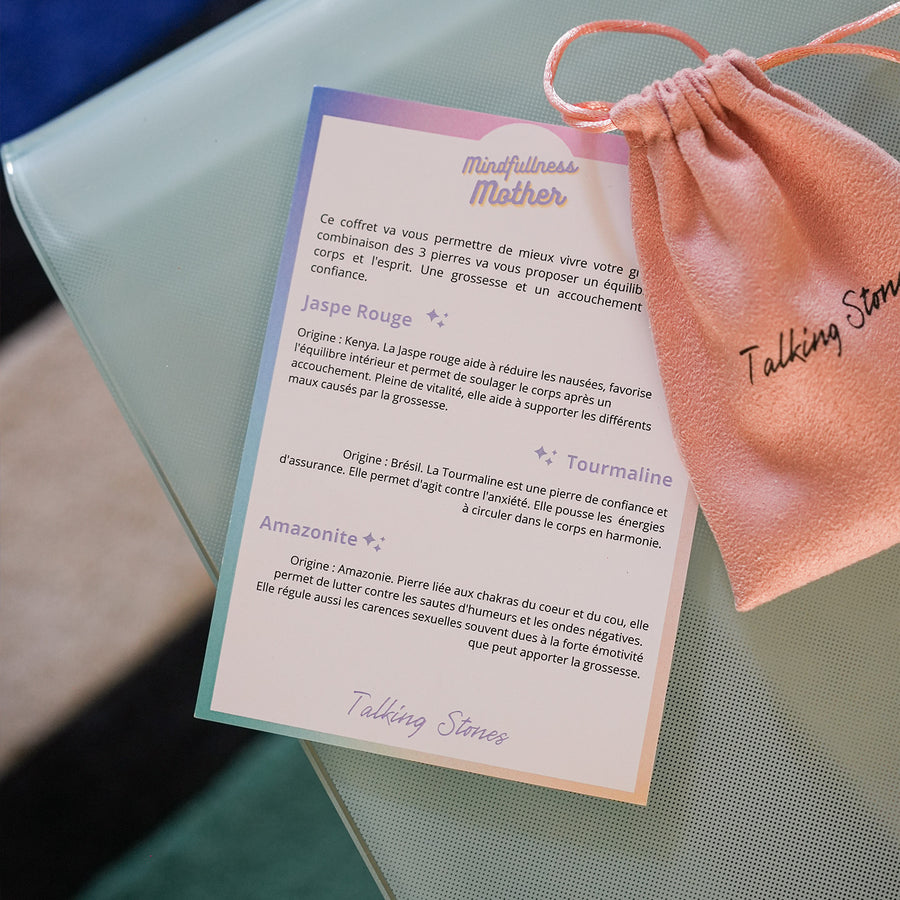 Mindfullness
Mother
Ce coffret va vous permettre de mieux vivre votre
combinaison des 3 pierres va vous proposer un
corps et l'esprit. Une grossesse et un accouchement
confiance.
Jaspe Rouge
Origine : Kenya. La Jaspe rouge aide à réduire les nausées, favorise
l'équilibre intérieur et permet de soulager le corps après un
accouchement. Pleine de vitalité, elle aide à supporter les différents
maux causés par la grossesse.
Tourmaline
Origine : Brésil. La Tourmaline est une pierre de confiance et
d'assurance. Elle permet d'agit contre l'anxiété. Elle pousse les énergies
à circuler dans le corps en harmonie.
Amazonite
Origine : Amazonie. Pierre liée aux chakras du coeur et du cou, elle
permet de lutter contre les sautes d'humeurs et les ondes négatives.
Elle régule aussi les carences sexuelles souvent dues à la forte émotivité
que peut apporter la grossesse.
Talking Stones
Talking